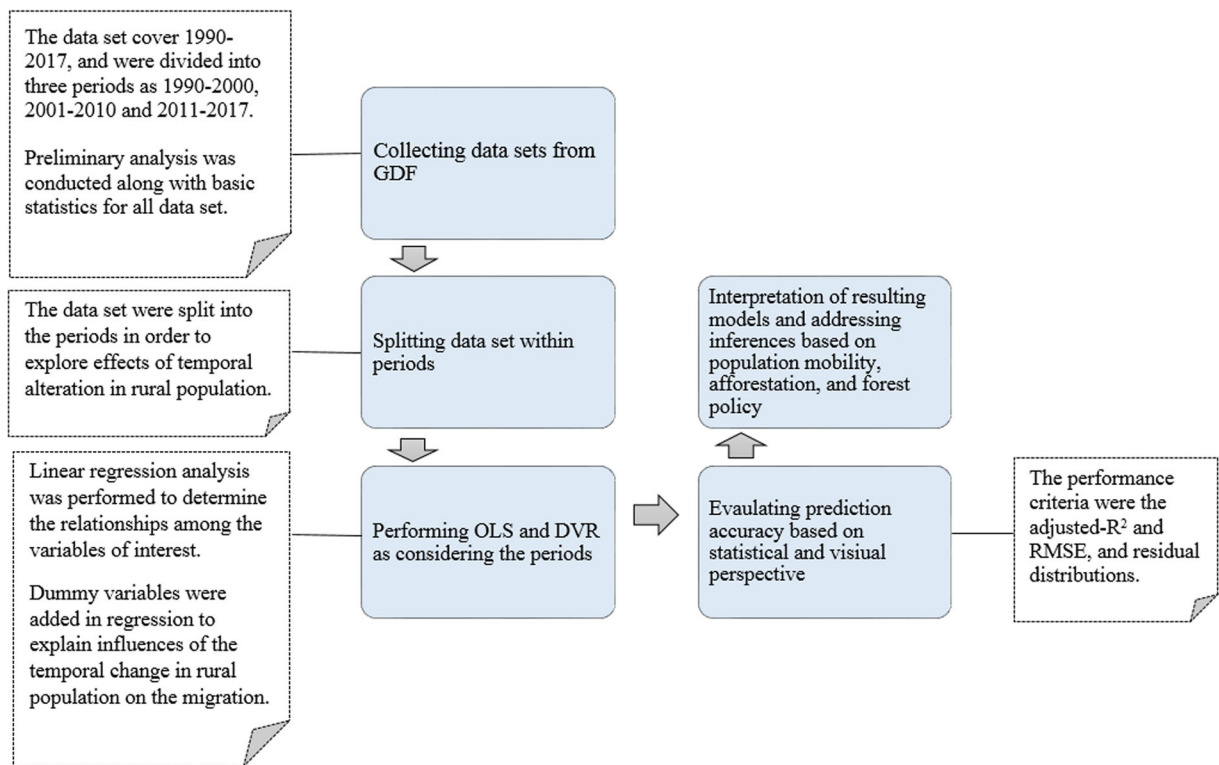 The data set cover 1990-
2017, and were divided into
three periods as 1990-2000,
2001-2010 and 2011-2017.
Preliminary analysis was
conducted along with basic
statistics for all data set.
Collecting data sets from
GDF
The data set were split into
the periods in order to
explore effects of temporal
alteration in rural population.
Splitting data set within
periods
Linear regression analysis
was performed to determine
the relationships among the
variables of interest.
Dummy variables were
added in regression to
explain influences of the
temporal change in rural
population on the migration.
Performing OLS and DVR
as considering the periods
Evaulating prediction
accuracy based on
statistical and visiual
perspective
The performance
criteria were the
adjusted-R² and
RMSE, and residual
distributions.
Interpretation of resulting
models and addressing
inferences based on
population mobility,
afforestation, and forest
policy